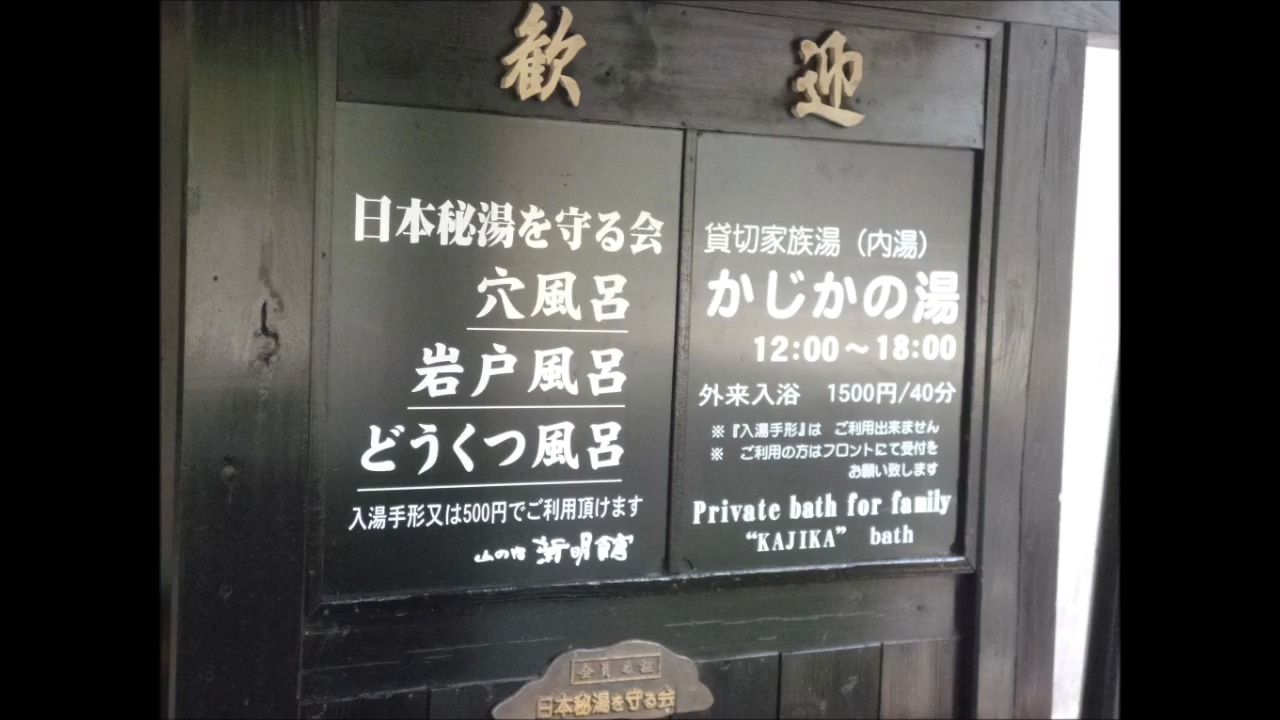 歓迎
日本秘湯を守る会
穴風呂
岩戸風呂
どうくつ風呂
入湯手形又は500円でご利用頂けます
山の宿 新明館
貸切家族湯（内湯）
かじかの湯
12:00～18:00
外来入浴　1500円/40分
※『入湯手形』は　ご利用出来ません
※　ご利用の方はフロントにて受付を
お願い致します
Private bath for family
“KAJIKA” bath
日本秘湯を守る会